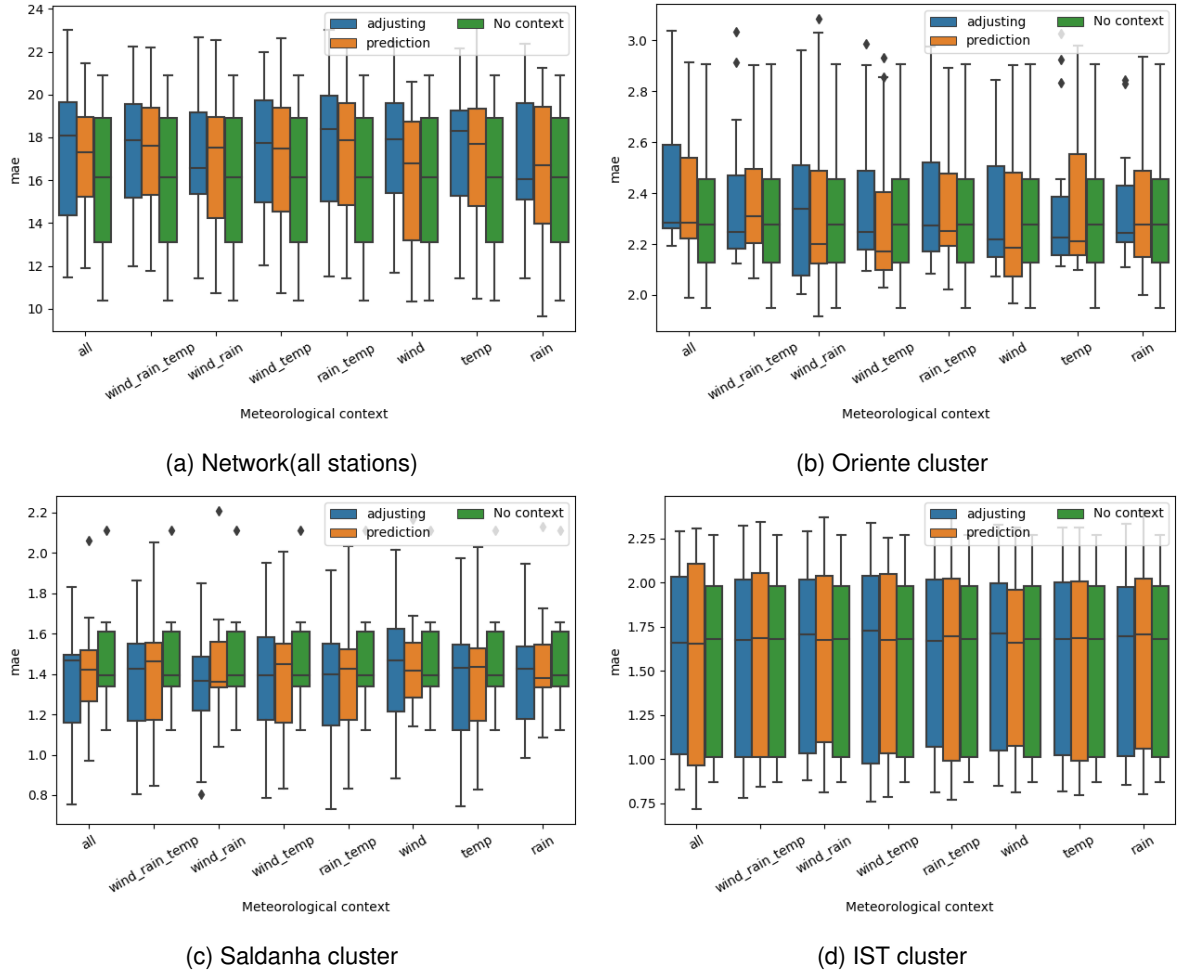 24
22
20
18
16
14
12
10
mae
adjusting
prediction
No context
all
wind_rain_temp
wind_rain
wind_temp
rain_temp
wind
temp
rain
Meteorological context
(a) Network(all stations)
3.0
2.8
2.6
2.4
2.2
2.0
mae
adjusting
prediction
No context
all
wind_rain_temp
wind_rain
wind_temp
rain_temp
wind
temp
rain
Meteorological context
(b) Oriente cluster
2.2
2.0
1.8
1.6
1.4
1.2
1.0
0.8
mae
adjusting
prediction
No context
all
wind_rain_temp
wind_rain
wind_temp
rain_temp
wind
temp
rain
Meteorological context
(c) Saldanha cluster
2.25
2.00
1.75
1.50
1.25
1.00
0.75
mae
adjusting
prediction
No context
all
wind_rain_temp
wind_rain
wind_temp
rain_temp
wind
temp
rain
Meteorological context
(d) IST cluster